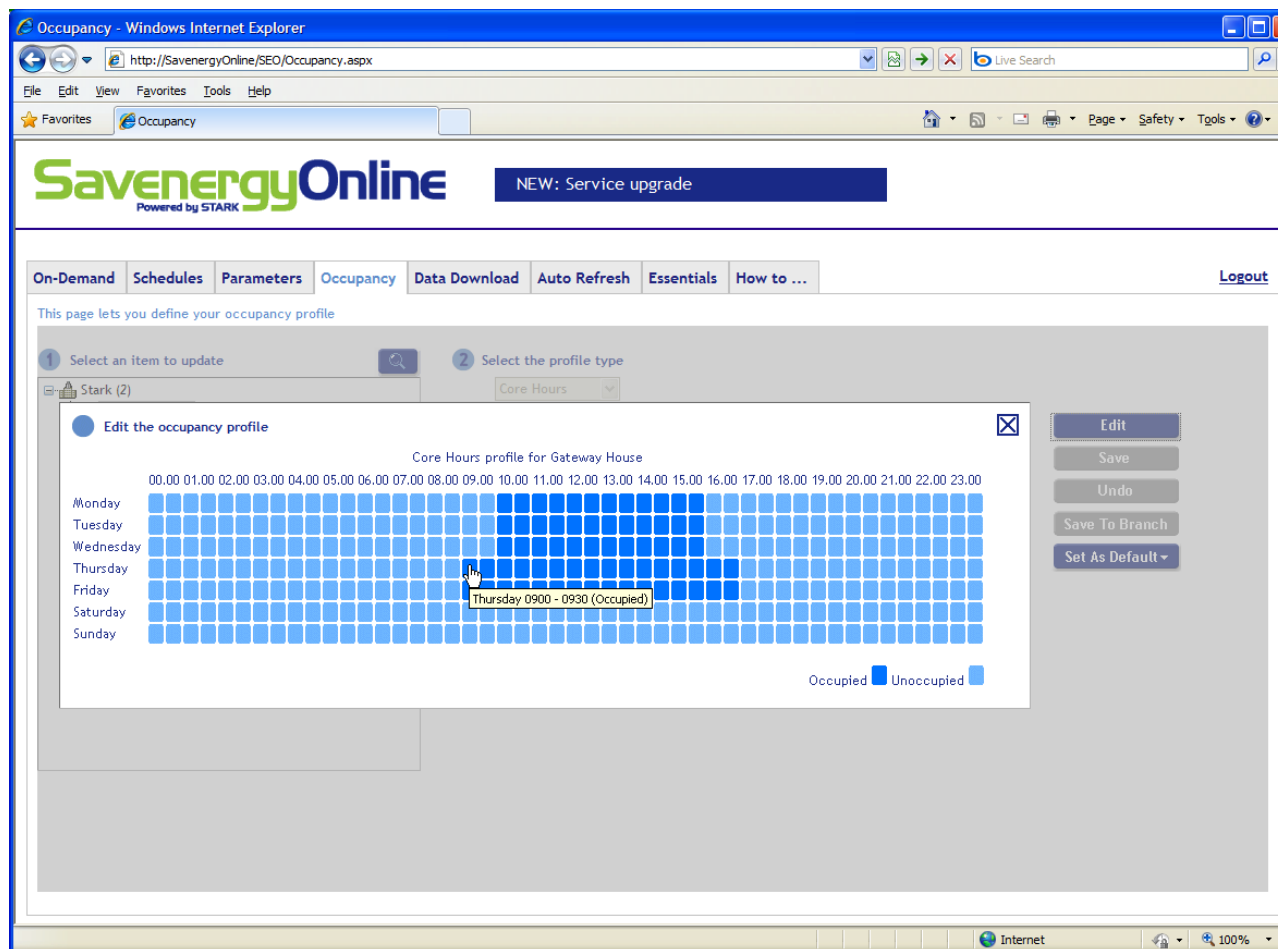 Occupancy - Windows Internet Explorer
http://SavenergyOnline/SEO/Occupancy.aspx
Live Search
File Edit View Favorites Tools Help
Favorites Occupancy Page Safety Tools
SavenergyOnline
Powered by STARK
NEW: Service upgrade
On-Demand Schedules Parameters Occupancy Data Download Auto Refresh Essentials How to ... Logout
This page lets you define your occupancy profile
1 Select an item to update
2 Select the profile type
Stark (2)
Core Hours
Edit the occupancy profile
Core Hours profile for Gateway House
00.00 01.00 02.00 03.00 04.00 05.00 06.00 07.00 08.00 09.00 10.00 11.00 12.00 13.00 14.00 15.00 16.00 17.00 18.00 19.00 20.00 21.00 22.00 23.00
Monday
Tuesday
Wednesday
Thursday
Friday
Saturday
Sunday
Thursday 0900 - 0930 (Occupied)
Occupied Unoccupied
Edit
Save
Undo
Save To Branch
Set As Default
Internet 100%